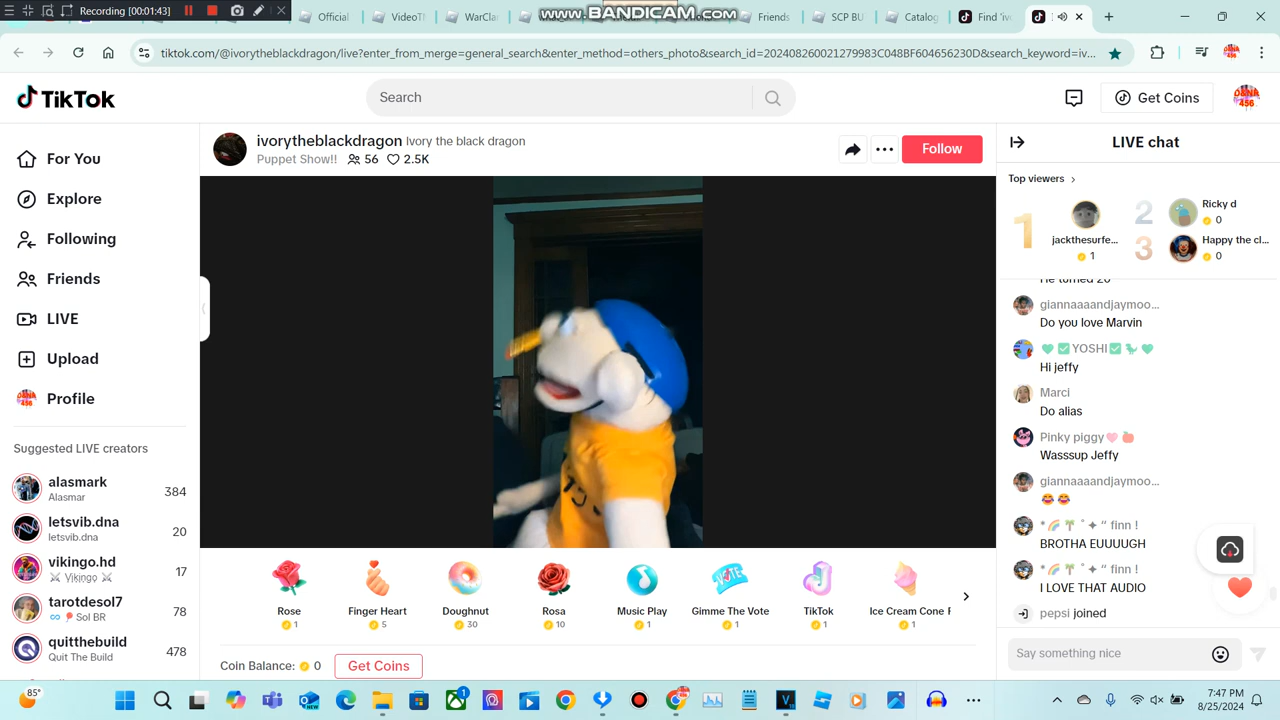 Recording [00:01:43]
Official
VideoT
WarCla
www.BANDICAM.com
Friends
SCP BU
Catalog
Find 'iv
tiktok.com/@ivorytheblackdragon/live?enter_from_merge=general_search&enter_method=others_photo&search_id=202408260021279983C048BF604656230D&search_keyword=iv...
TikTok
Search
Get Coins
For You
Explore
Following
Friends
LIVE
Upload
Profile
Suggested LIVE creators
alasmark
Alasmar
384
letsvib.dna
letsvib.dna
20
vikingo.hd
⚔ Vikingo ⚔
17
tarotdesol7
♾️ 🎈Sol BR
78
quitthebuild
Quit The Build
478
ivorytheblackdragon Ivory the black dragon
Puppet Show!! 56 2.5K
Follow
Rose
1
Finger Heart
5
Doughnut
30
Rosa
10
Music Play
1
Gimme The Vote
1
TikTok
1
Ice Cream Cone
1
Coin Balance: 0 Get Coins
LIVE chat
Top viewers
1
jackthesurfe...
1
2
Ricky d
0
3
Happy the cl...
0
He turned 20
giannaaaandjaymoo...
Do you love Marvin
💚 ✅YOSHI✅ 🦖 💚
Hi jeffy
Marci
Do alias
Pinky piggy🩷 🍑
Wasssup Jeffy
giannaaaandjaymoo...
😂😂
*🌈 🌴 ˚ ✦ “ finn !
BROTHA EUUUUGH
*🌈 🌴 ˚ ✦ “ finn !
I LOVE THAT AUDIO
pepsi joined
Say something nice
85°
7:47 PM
8/25/2024